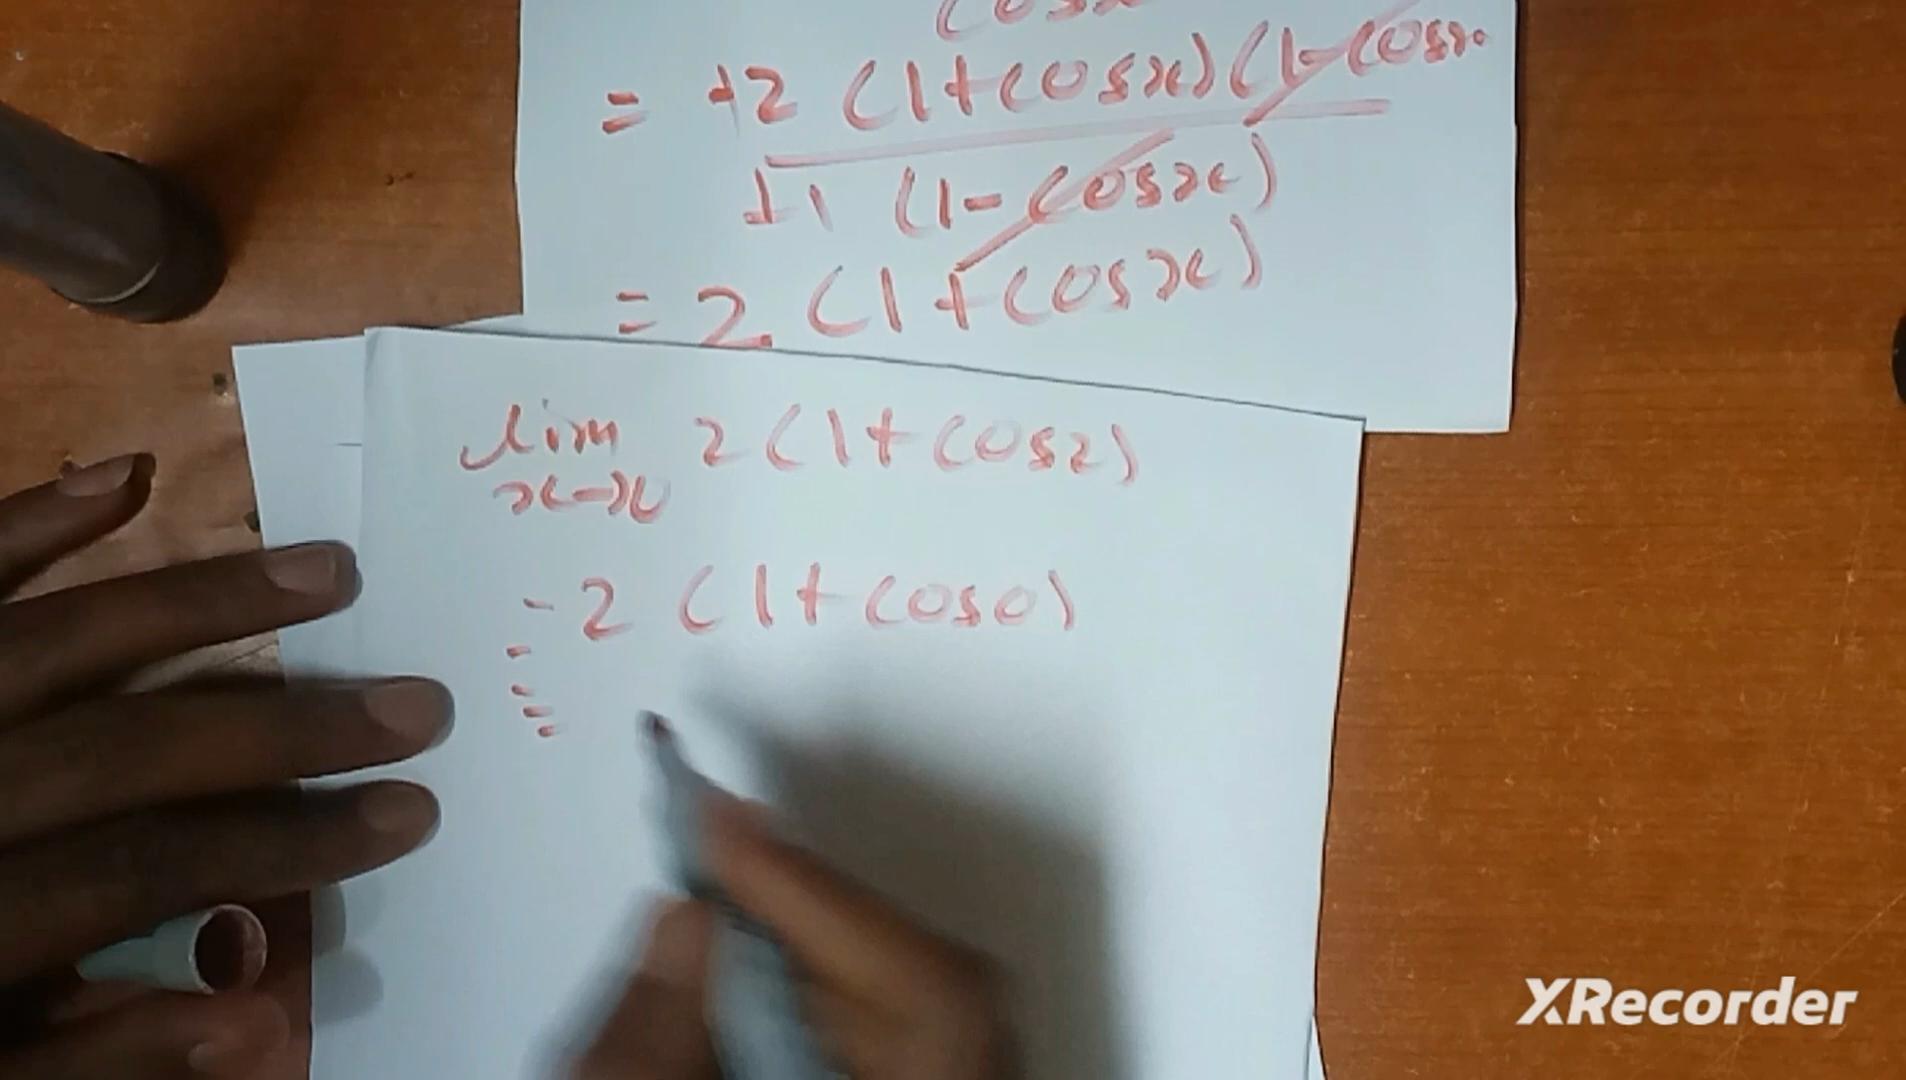 cosx
= +2 (1+cosx)(1-cosx
+1 (1-cosx)
= 2 (1+cosx)
lim 2(1+cosx)
x→0
= 2 (1+cos0)
=
XRecorder